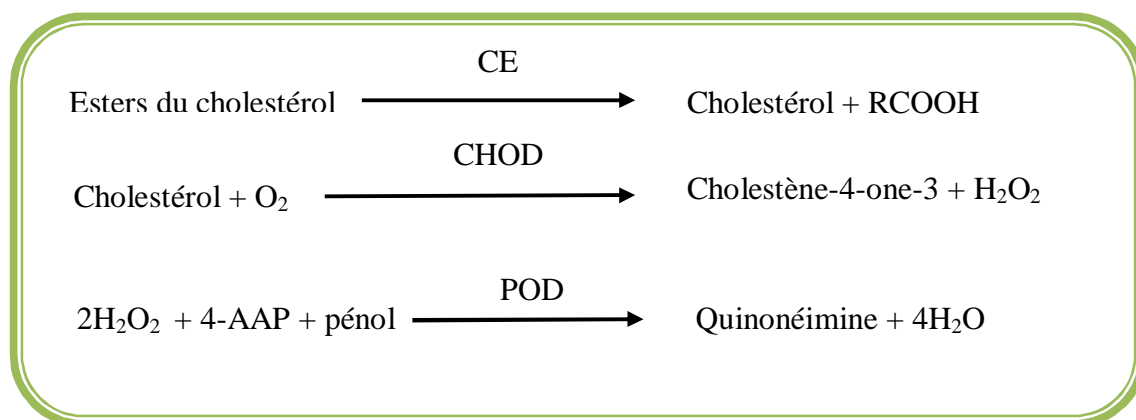 CE
Esters du cholestérol Cholestérol + RCOOH
CHOD
Cholestérol + O₂ Cholestène-4-one-3 + H₂O₂
POD
2H₂O₂ + 4-AAP + pénol Quinonéimine + 4H₂O